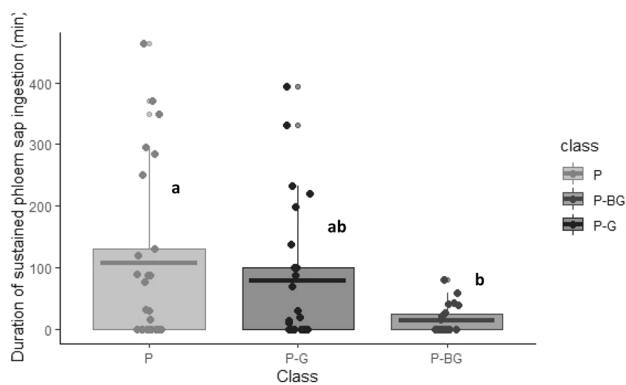 Duration of sustained phloem sap ingestion (min)
400
300
200
100
0
a
ab
b
P
P-G
P-BG
Class
class
P
P-BG
P-G